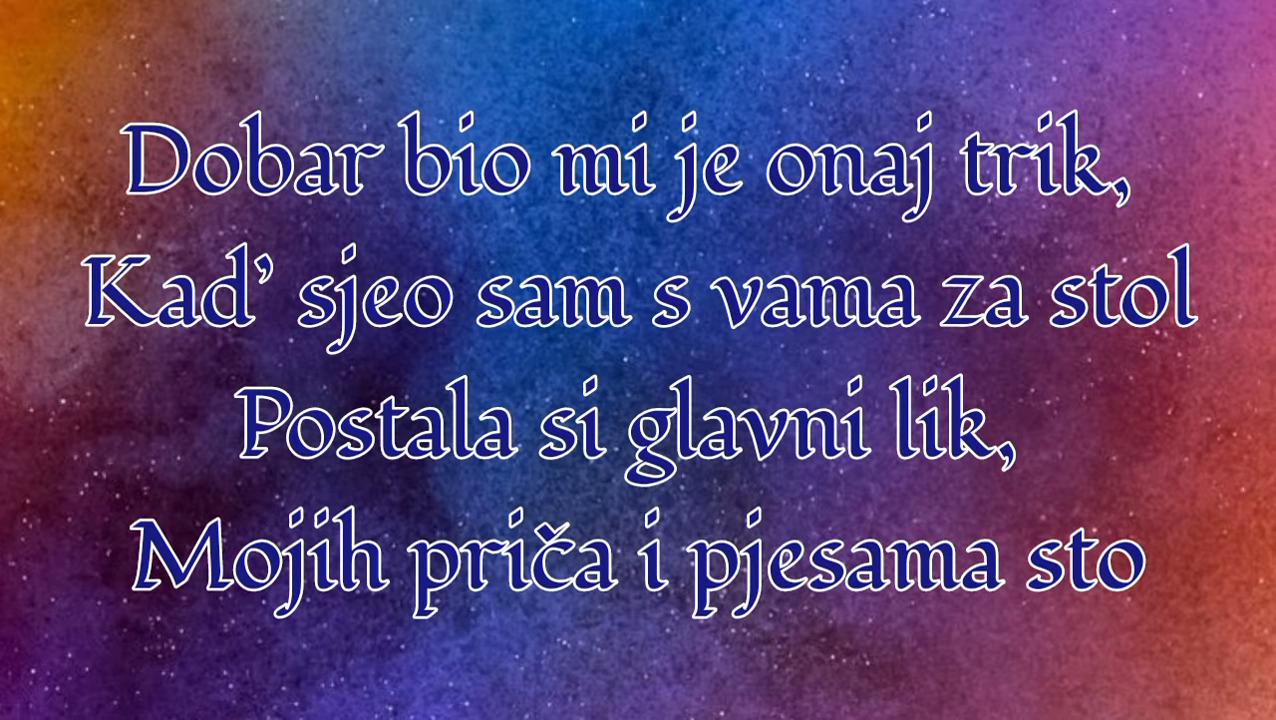 Dobar bio mi je onaj trik,
Kad’ sjeo sam s vama za stol
Postala si glavni lik,
Mojih priča i pjesama sto